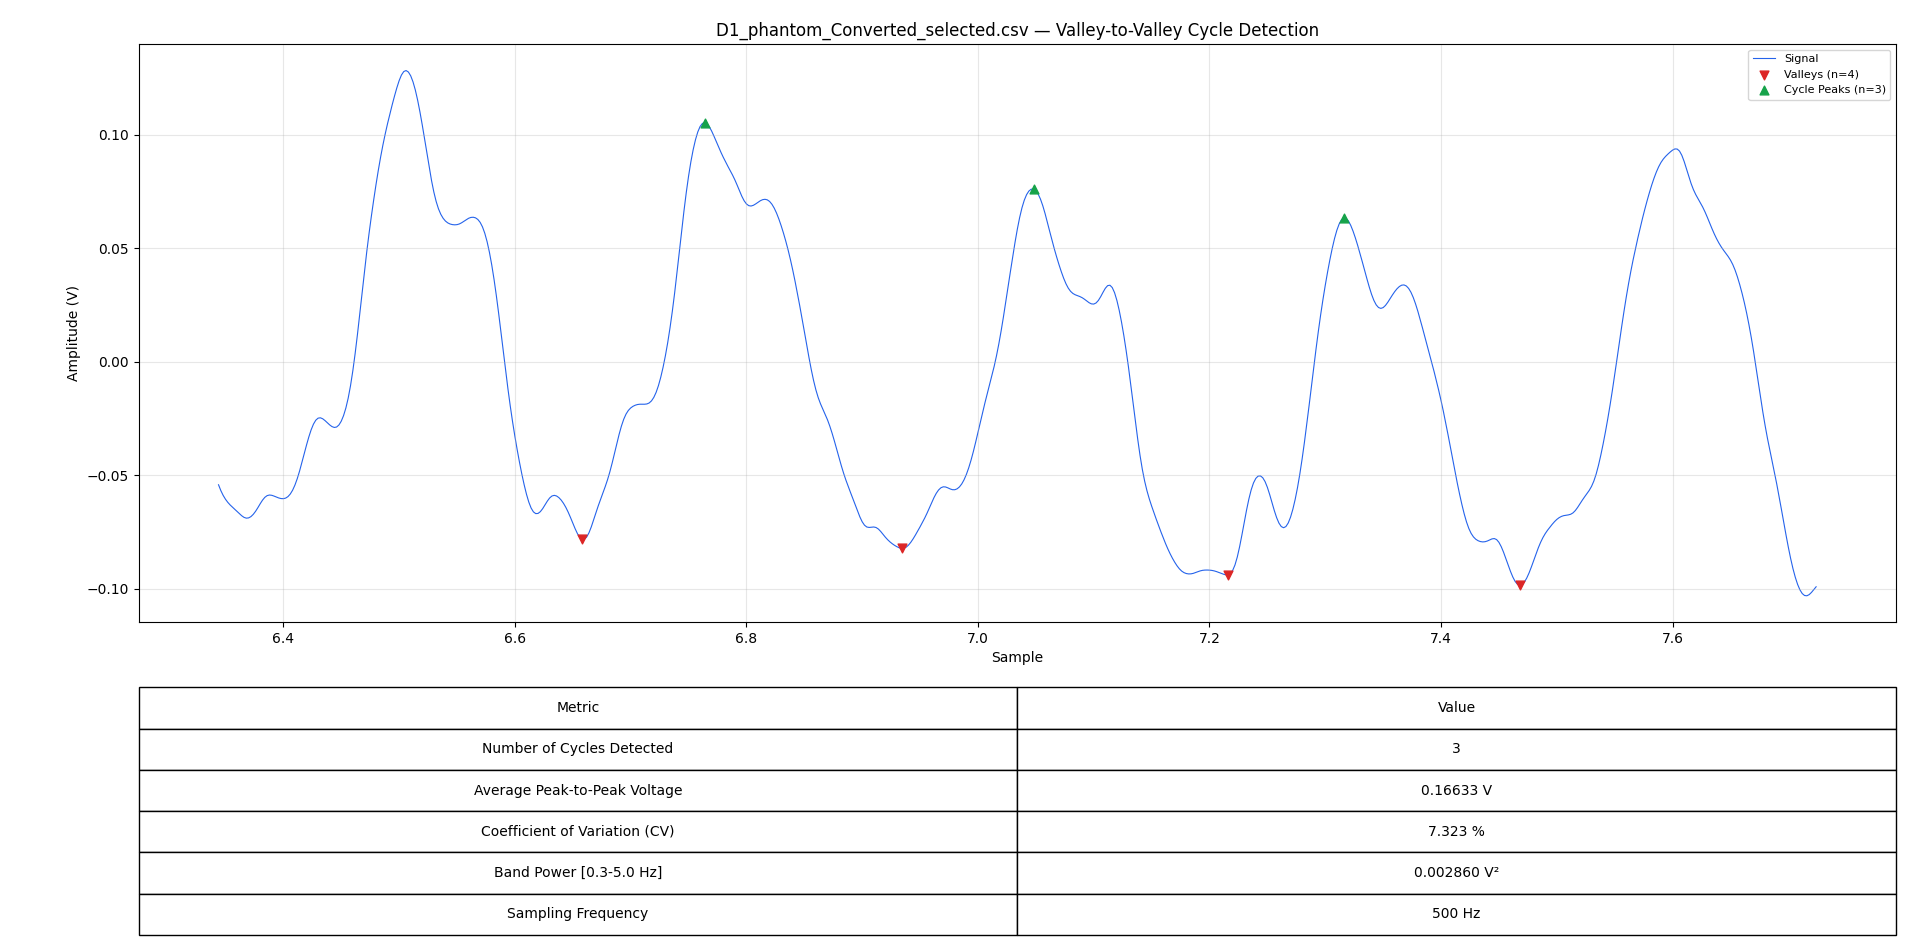 D1_phantom_Converted_selected.csv — Valley-to-Valley Cycle Detection
Signal
Valleys (n=4)
Cycle Peaks (n=3)
Amplitude (V)
0.10
0.05
0.00
−0.05
−0.10
6.4 6.6 6.8 7.0 7.2 7.4 7.6
Sample
Metric Value
Number of Cycles Detected 3
Average Peak-to-Peak Voltage 0.16633 V
Coefficient of Variation (CV) 7.323 %
Band Power [0.3-5.0 Hz] 0.002860 V²
Sampling Frequency 500 Hz